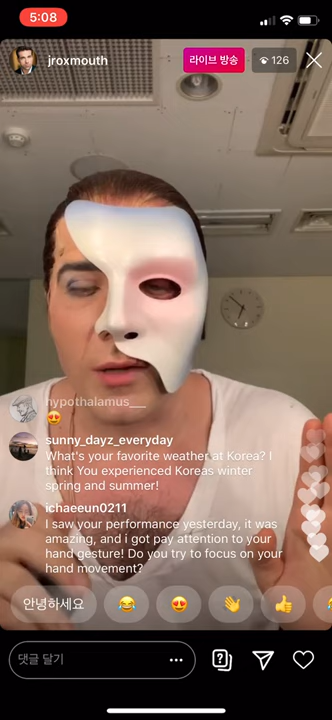 5:08
jroxmouth
라이브 방송
126
hypothalamus___
😍
sunny_dayz_everyday
What's your favorite weather at Korea? I
think You experienced Koreas winter
spring and summer!
ichaeeun0211
I saw your performance yesterday, it was
amazing, and i got pay attention to your
hand gesture! Do you try to focus on your
hand movement?
안녕하세요 😂 😍 👋 👍
댓글 달기